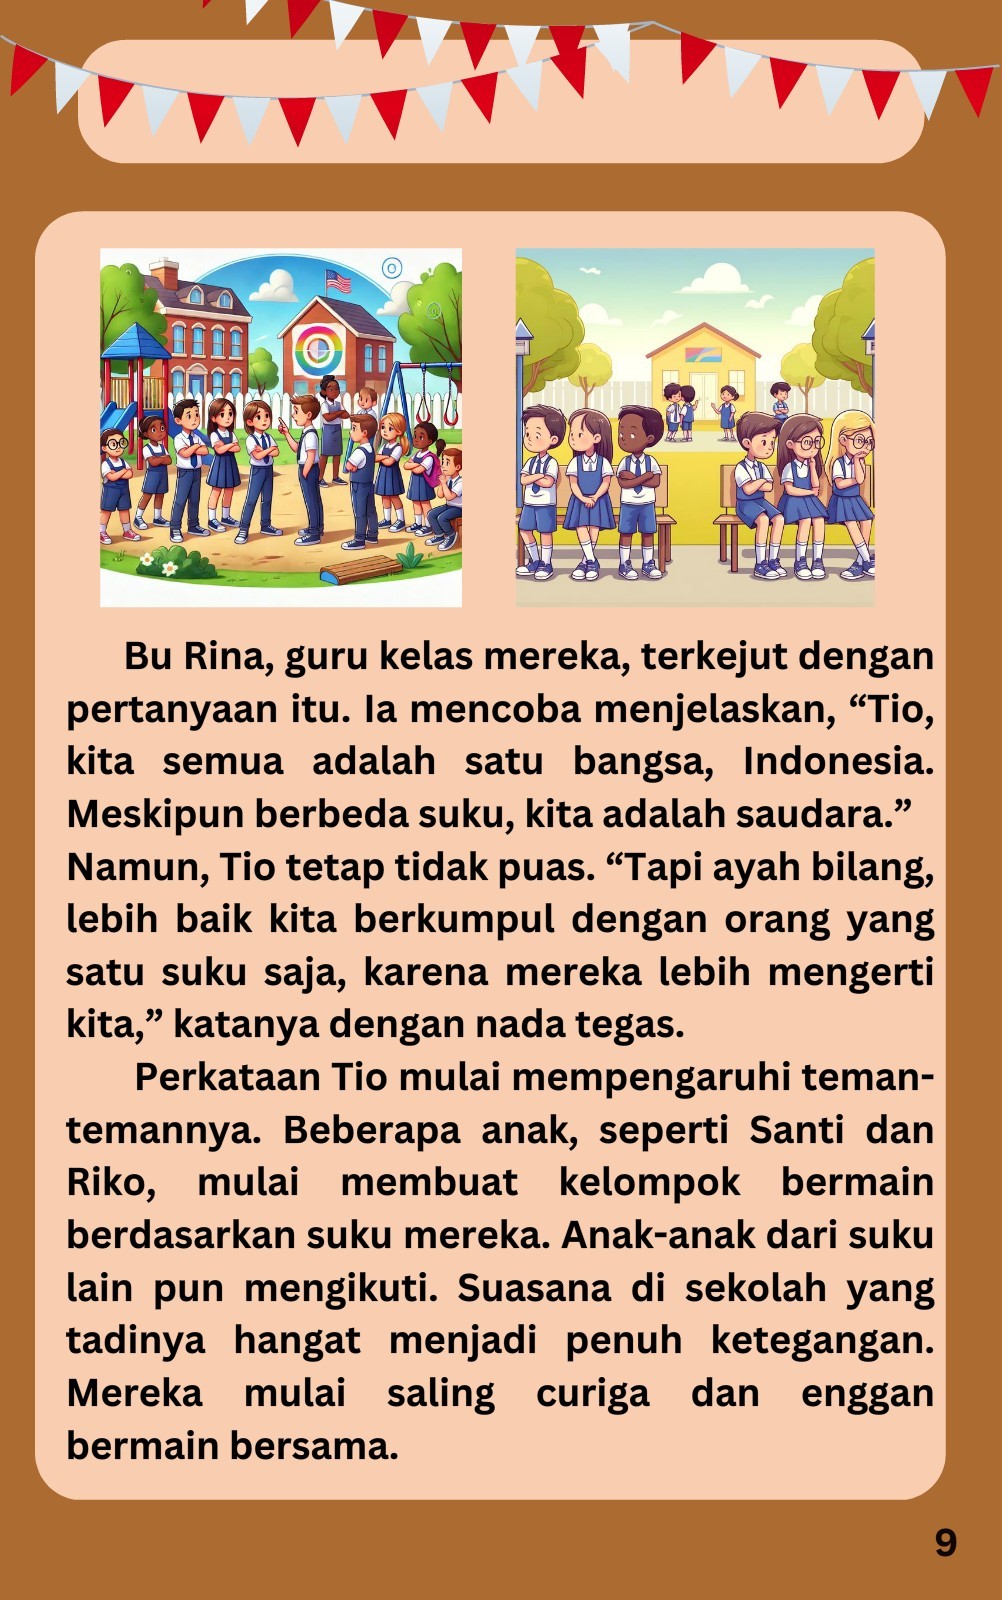 Bu Rina, guru kelas mereka, terkejut dengan
pertanyaan itu. Ia mencoba menjelaskan, “Tio,
kita semua adalah satu bangsa, Indonesia.
Meskipun berbeda suku, kita adalah saudara.”
Namun, Tio tetap tidak puas. “Tapi ayah bilang,
lebih baik kita berkumpul dengan orang yang
satu suku saja, karena mereka lebih mengerti
kita,” katanya dengan nada tegas.
Perkataan Tio mulai mempengaruhi teman-
temannya. Beberapa anak, seperti Santi dan
Riko, mulai membuat kelompok bermain
berdasarkan suku mereka. Anak-anak dari suku
lain pun mengikuti. Suasana di sekolah yang
tadinya hangat menjadi penuh ketegangan.
Mereka mulai saling curiga dan enggan
bermain bersama.
9